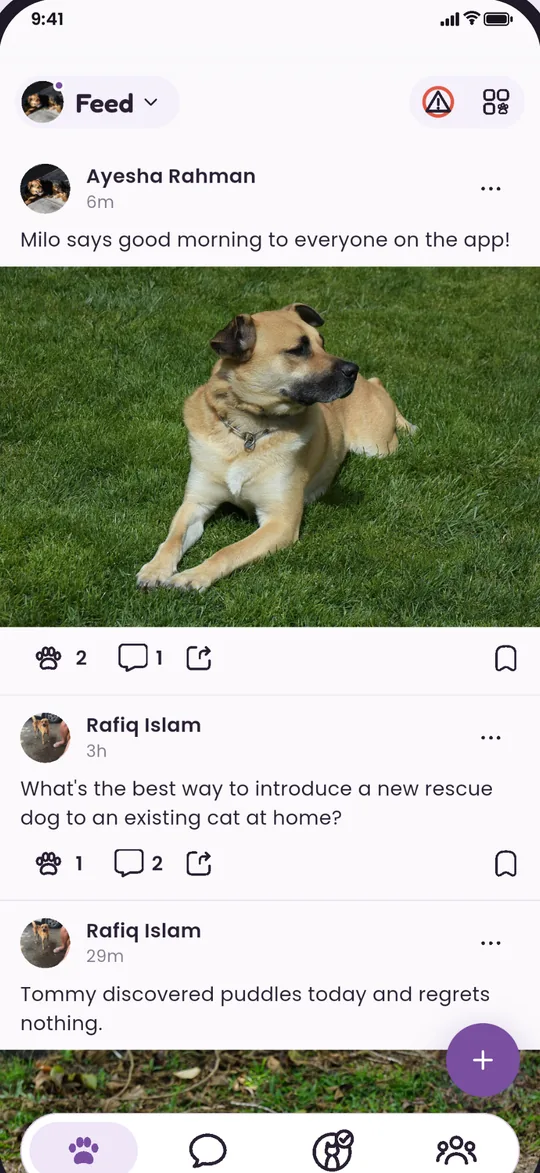 9:41
Feed
Ayesha Rahman
6m
Milo says good morning to everyone on the app!
2
1
Rafiq Islam
3h
What's the best way to introduce a new rescue
dog to an existing cat at home?
1
2
Rafiq Islam
29m
Tommy discovered puddles today and regrets
nothing.